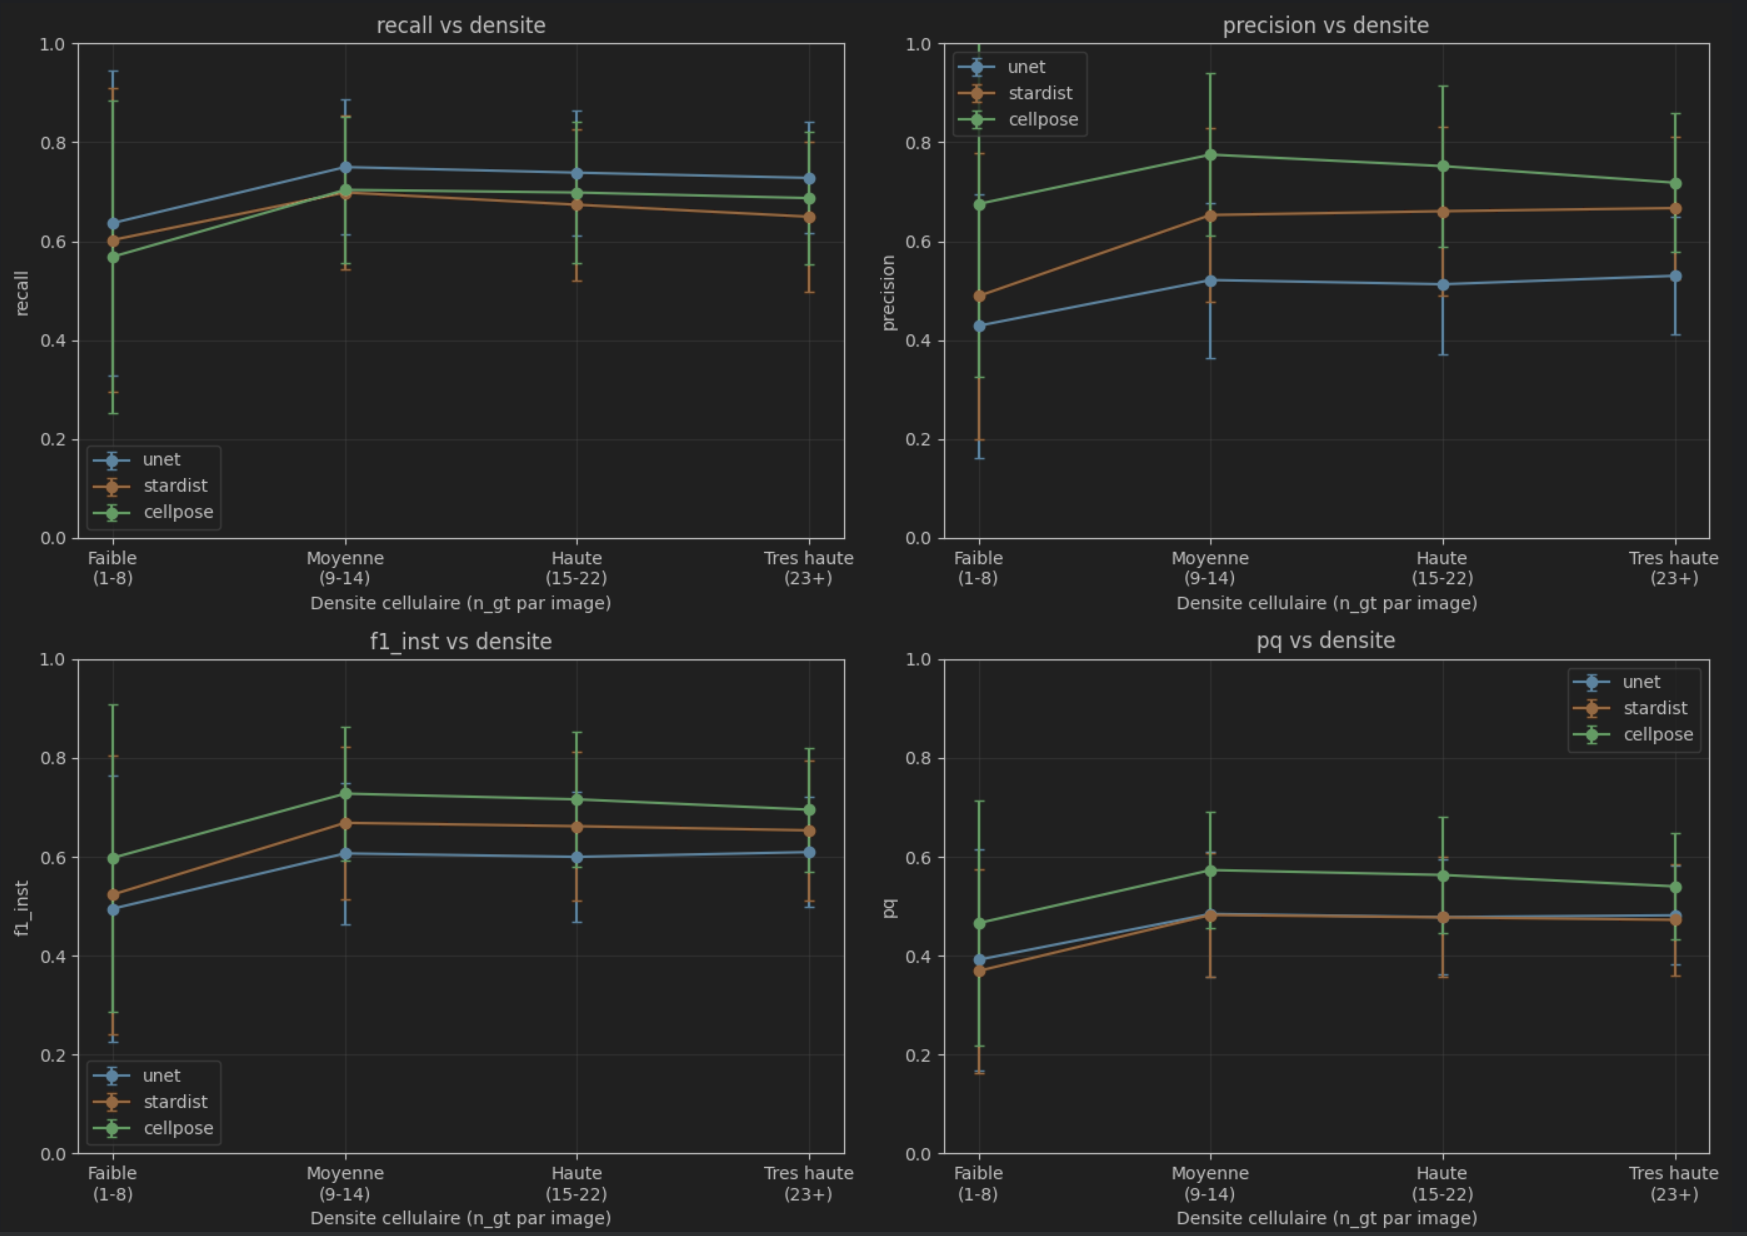 recall vs densite
1.0
0.8
0.6
0.4
0.2
0.0
recall
unet
stardist
cellpose
Faible
(1-8)
Moyenne
(9-14)
Haute
(15-22)
Tres haute
(23+)
Densite cellulaire (n_gt par image)
precision vs densite
1.0
0.8
0.6
0.4
0.2
0.0
precision
unet
stardist
cellpose
Faible
(1-8)
Moyenne
(9-14)
Haute
(15-22)
Tres haute
(23+)
Densite cellulaire (n_gt par image)
f1_inst vs densite
1.0
0.8
0.6
0.4
0.2
0.0
f1_inst
unet
stardist
cellpose
Faible
(1-8)
Moyenne
(9-14)
Haute
(15-22)
Tres haute
(23+)
Densite cellulaire (n_gt par image)
pq vs densite
1.0
0.8
0.6
0.4
0.2
0.0
pq
unet
stardist
cellpose
Faible
(1-8)
Moyenne
(9-14)
Haute
(15-22)
Tres haute
(23+)
Densite cellulaire (n_gt par image)